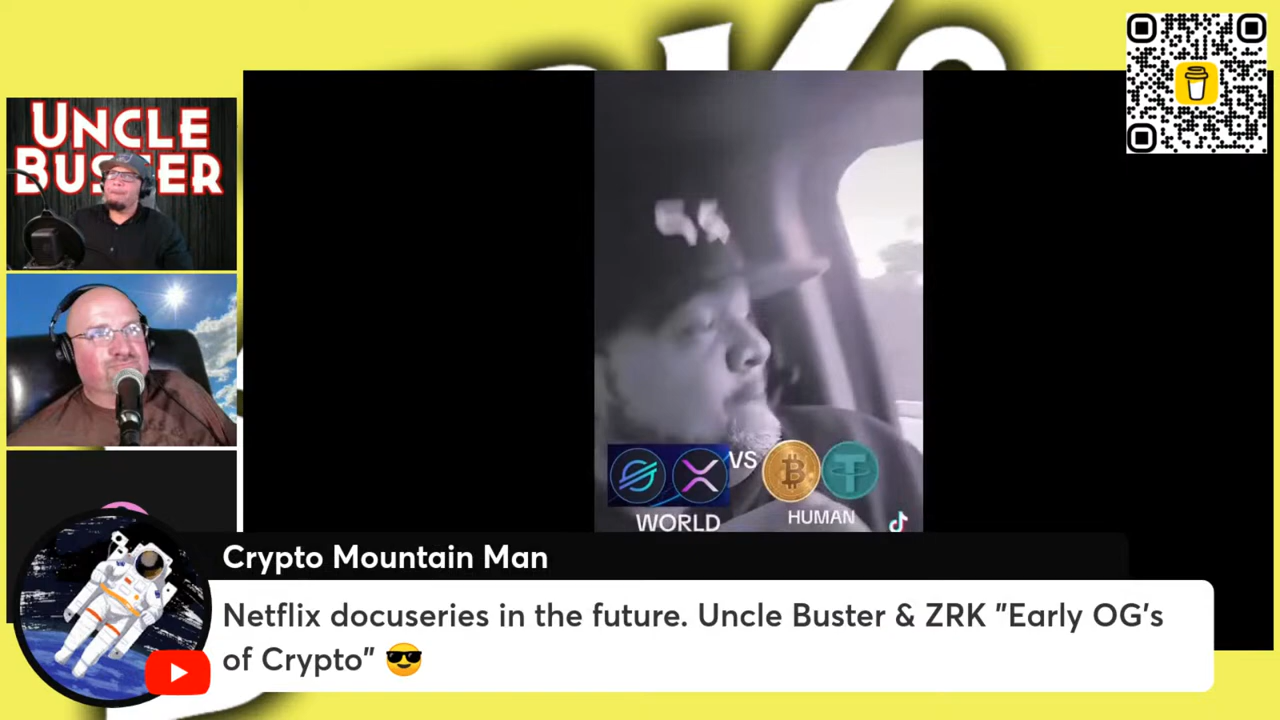 UNCLE
BUSTER
VS
WORLD
HUMAN
Crypto Mountain Man
Netflix docuseries in the future. Uncle Buster & ZRK "Early OG's
of Crypto" 😎